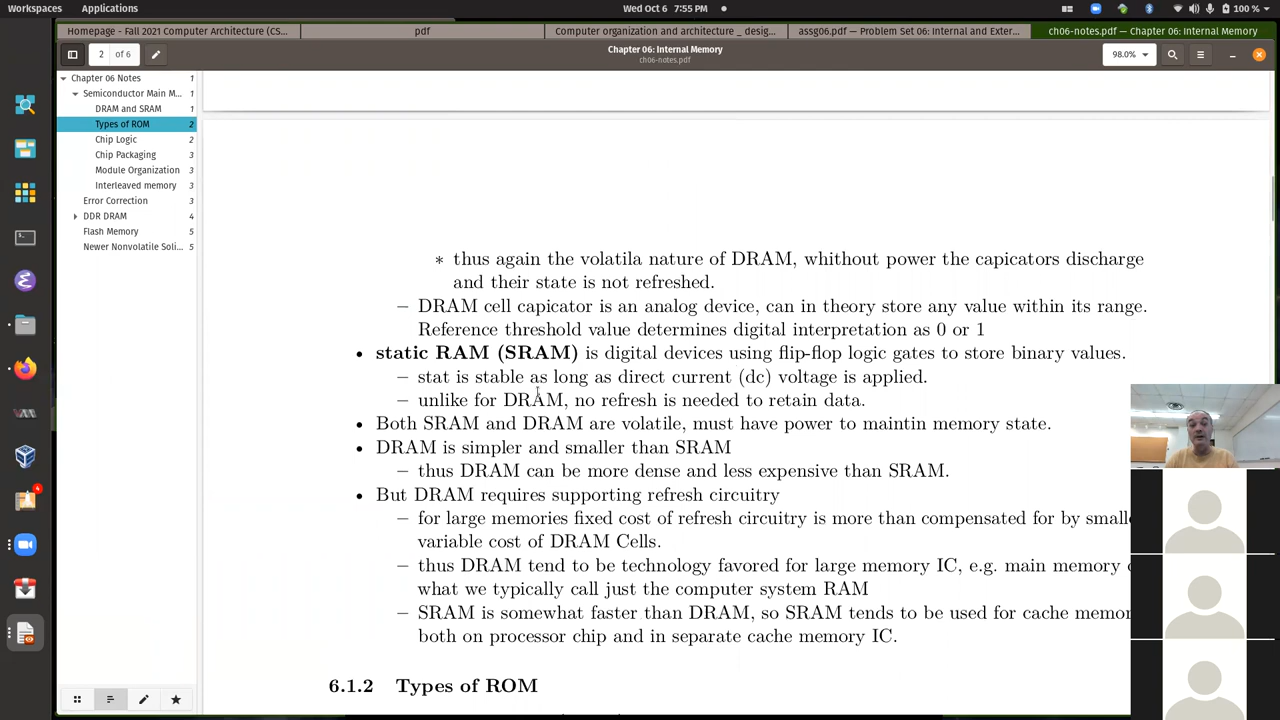 Workspaces Applications Wed Oct 6 7:55 PM 100 %
Homepage - Fall 2021 Computer Architecture (CS... pdf Computer organization and architecture _ desig... assg06.pdf — Problem Set 06: Internal and Exter... ch06-notes.pdf — Chapter 06: Internal Memory
2 of 6 Chapter 06: Internal Memory 98.0%
ch06-notes.pdf
Chapter 06 Notes 1
Semiconductor Main M... 1
DRAM and SRAM 1
Types of ROM 2
Chip Logic 2
Chip Packaging 3
Module Organization 3
Interleaved memory 3
Error Correction 3
DDR DRAM 4
Flash Memory 5
Newer Nonvolatile Soli... 5
* thus again the volatila nature of DRAM, whithout power the capicators discharge
and their state is not refreshed.
– DRAM cell capicator is an analog device, can in theory store any value within its range.
Reference threshold value determines digital interpretation as 0 or 1
• static RAM (SRAM) is digital devices using flip-flop logic gates to store binary values.
– stat is stable as long as direct current (dc) voltage is applied.
– unlike for DRAM, no refresh is needed to retain data.
• Both SRAM and DRAM are volatile, must have power to maintin memory state.
• DRAM is simpler and smaller than SRAM
– thus DRAM can be more dense and less expensive than SRAM.
• But DRAM requires supporting refresh circuitry
– for large memories fixed cost of refresh circuitry is more than compensated for by smalle
variable cost of DRAM Cells.
– thus DRAM tend to be technology favored for large memory IC, e.g. main memory
what we typically call just the computer system RAM
– SRAM is somewhat faster than DRAM, so SRAM tends to be used for cache memor
both on processor chip and in separate cache memory IC.
6.1.2 Types of ROM
4